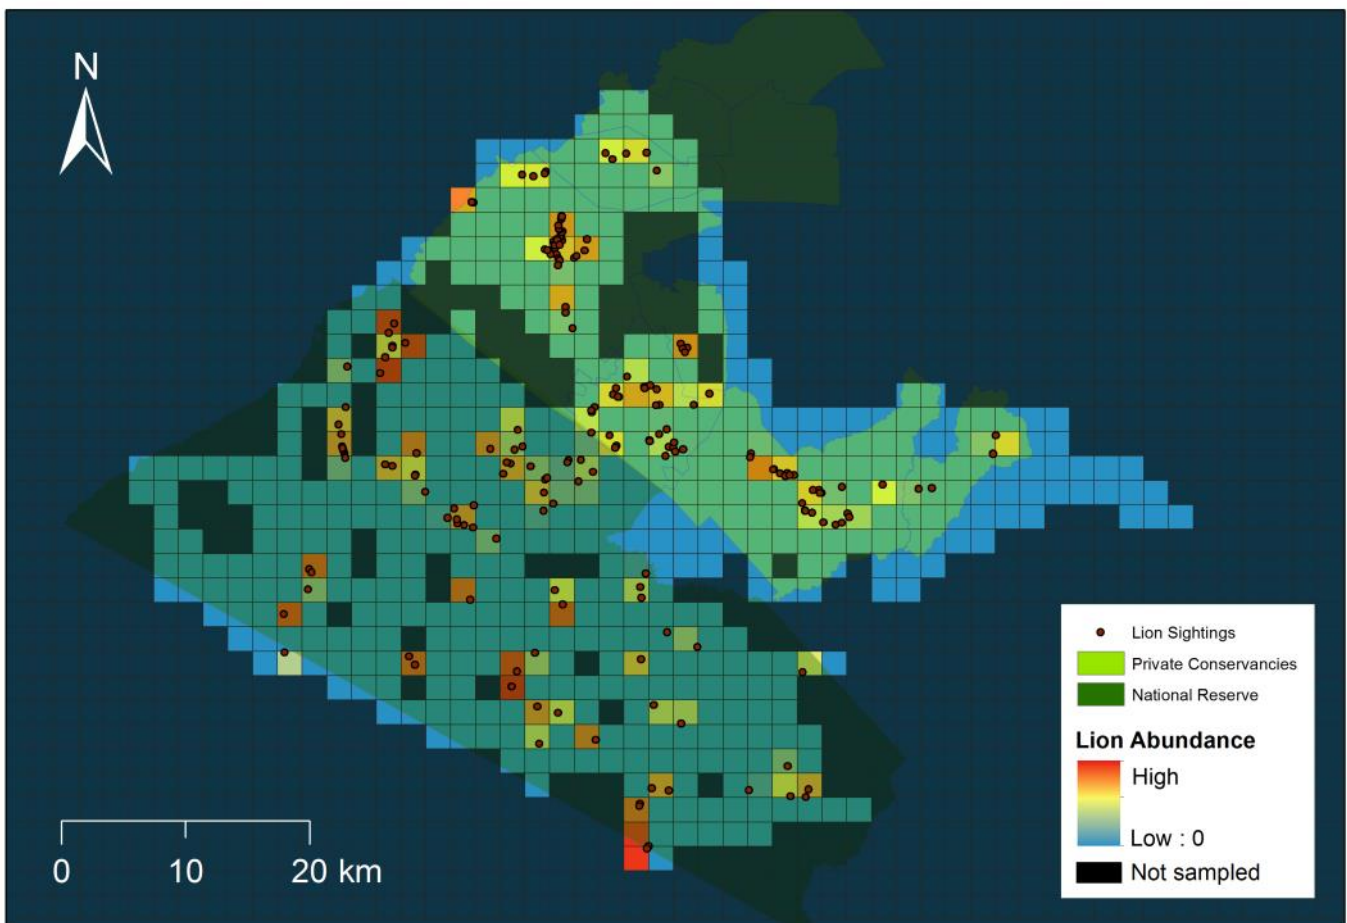 N
Lion Sightings
Private Conservancies
National Reserve
Lion Abundance
High
Low : 0
Not sampled
0 10 20 km